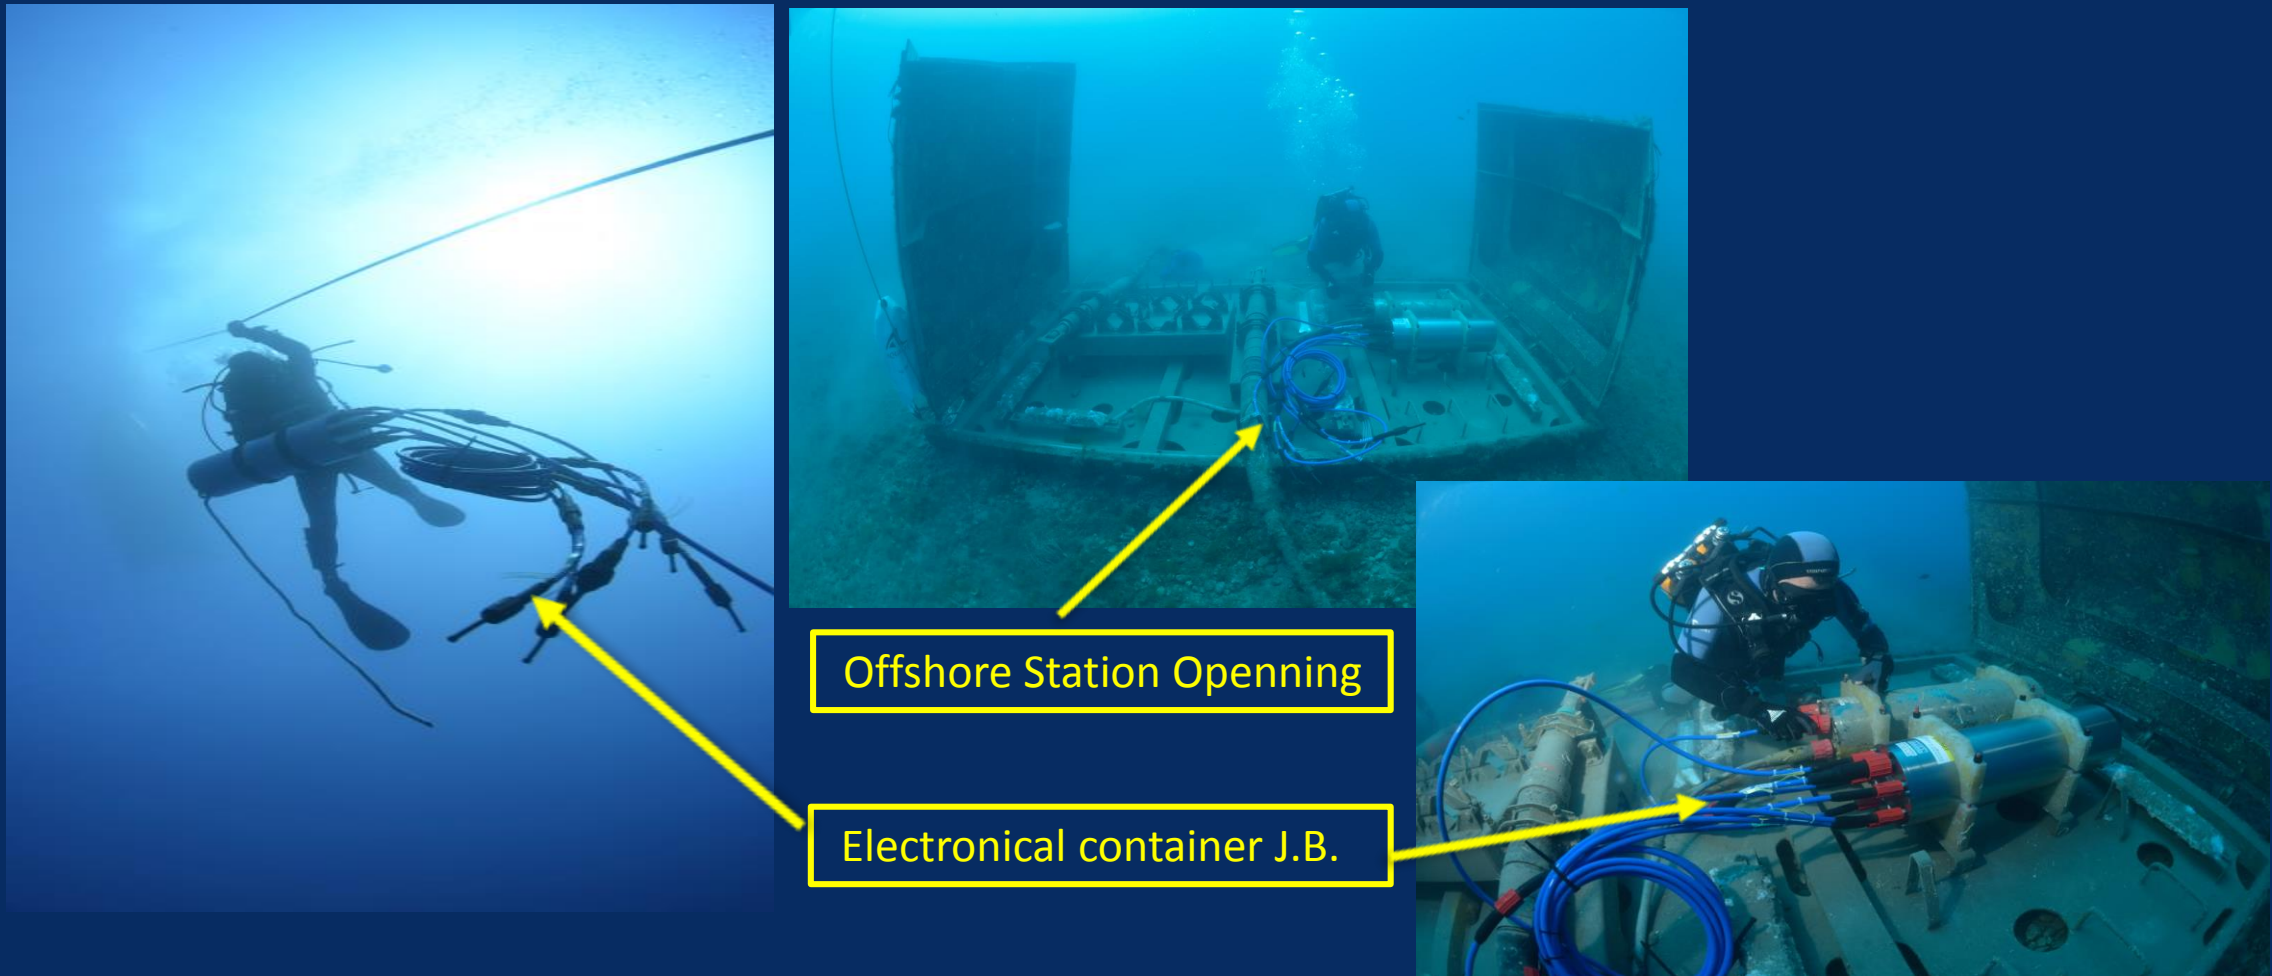 Offshore Station Openning
Electronical container J.B.